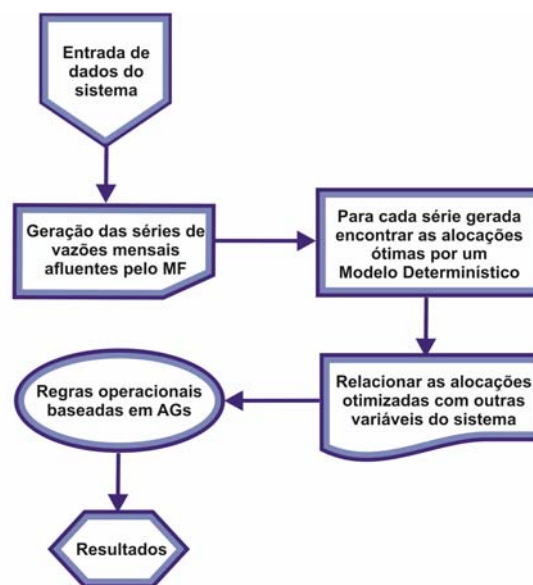 Entrada de
dados do
sistema
Geração das séries de
vazões mensais
afluentes pelo MF
Para cada série gerada
encontrar as alocações
ótimas por um
Modelo Determinístico
Relacionar as alocações
otimizadas com outras
variáveis do sistema
Regras operacionais
baseadas em AGs
Resultados